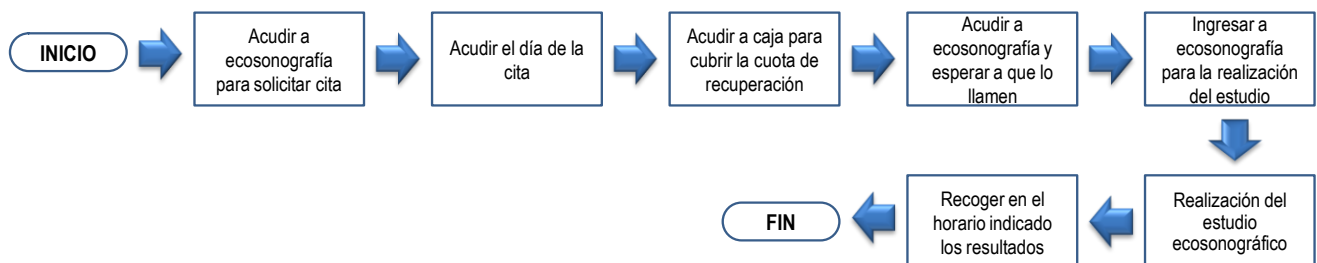 INICIO
Acudir a
ecosonografía
para solicitar cita
Acudir el día de la
cita
Acudir a caja para
cubrir la cuota de
recuperación
Acudir a
ecosonografía y
esperar a que lo
llamen
Ingresar a
ecosonografía
para la realización
del estudio
Realización del
estudio
ecosonográfico
Recoger en el
horario indicado
los resultados
FIN